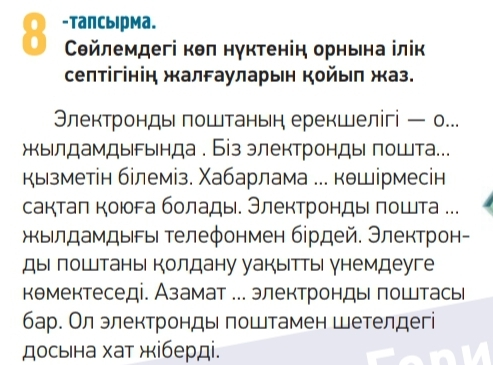 8 -тапсырма.
Сөйлемдегі көп нүктенің орнына ілік
септігінің жалғауларын қойып жаз.
Электронды поштаның ерекшелігі — о...
жылдамдығында . Біз электронды пошта...
қызметін білеміз. Хабарлама ... көшірмесін
сақтап қоюға болады. Электронды пошта ...
жылдамдығы телефонмен бірдей. Электрон-
ды поштаны қолдану уақытты үнемдеуге
көмектеседі. Азамат ... электронды поштасы
бар. Ол электронды поштамен шетелдегі
досына хат жіберді.